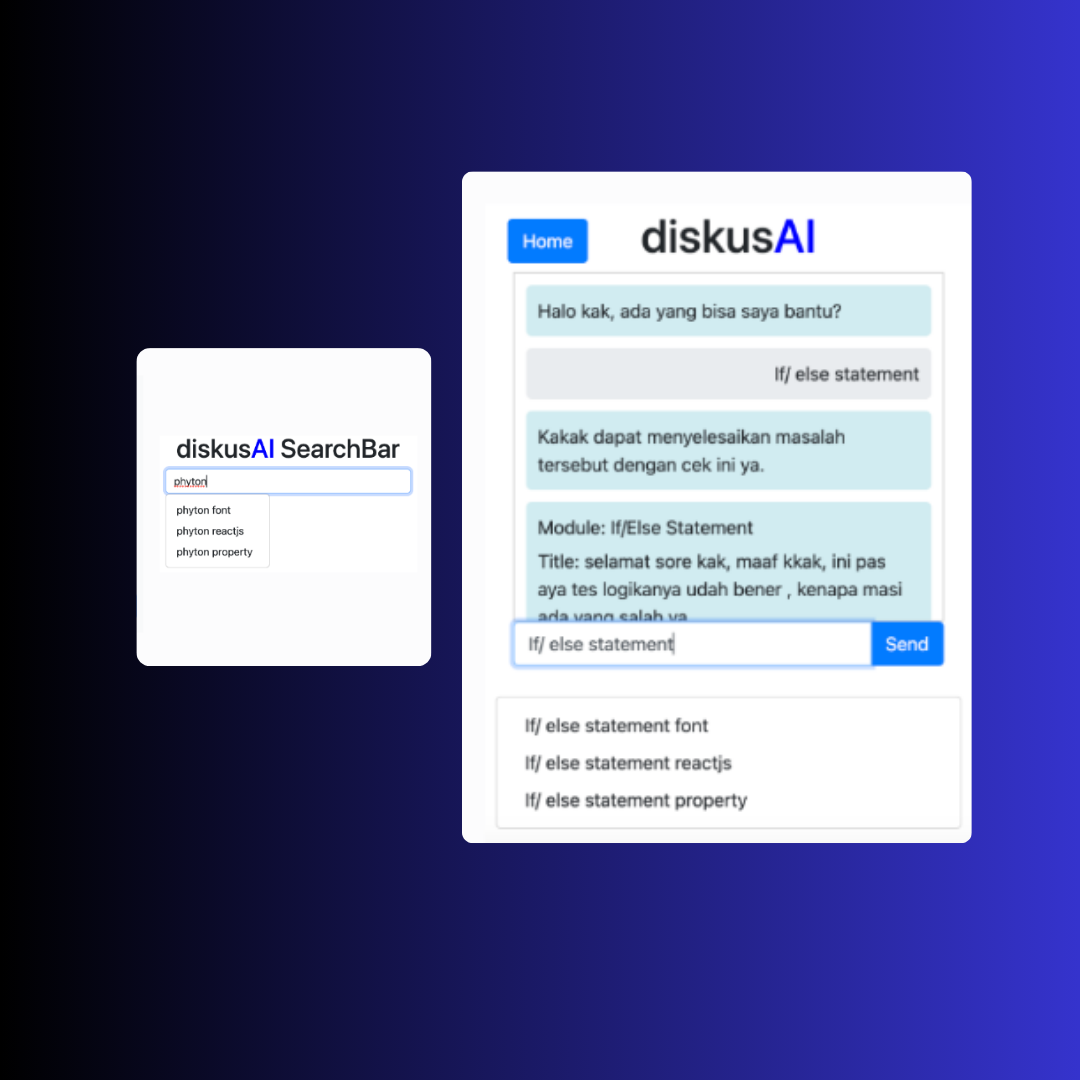 diskusAI SearchBar
phyton
phyton font
phyton reactjs
phyton property
Home
diskusAI
Halo kak, ada yang bisa saya bantu?
If/ else statement
Kakak dapat menyelesaikan masalah
tersebut dengan cek ini ya.
Module: If/Else Statement
Title: selamat sore kak, maaf kkak, ini pas
aya tes logikanya udah bener , kenapa masi
ada yang salah ya
If/ else statement
Send
If/ else statement font
If/ else statement reactjs
If/ else statement property